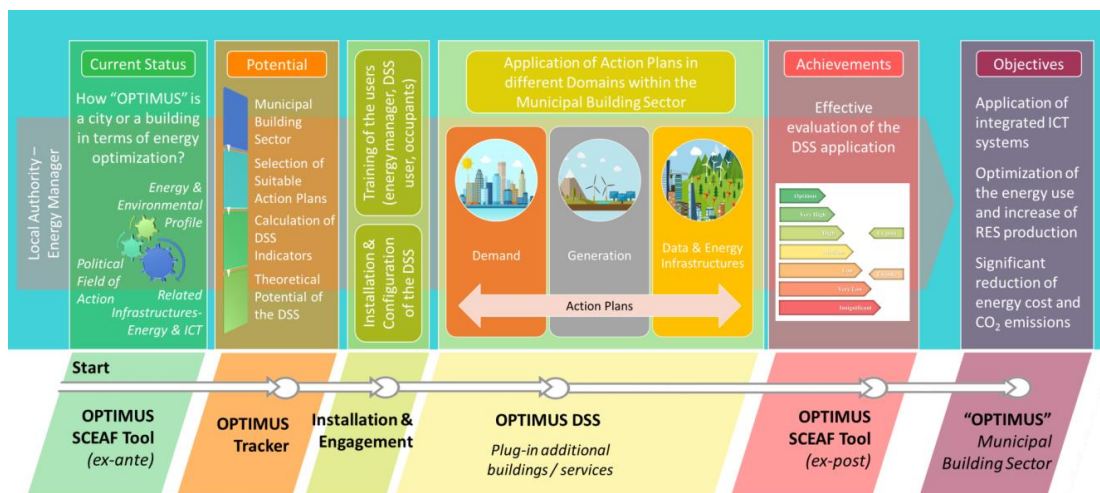 Local Authority –
Energy Manager
Current Status
How “OPTIMUS” is
a city or a building
in terms of energy
optimization?
Energy &
Environmental
Profile
Political
Field of
Action
Related
Infrastructures-
Energy & ICT
Potential
Municipal
Building
Sector
Selection of
Suitable
Action Plans
Calculation of
DSS
Indicators
Theoretical
Potential of
the DSS
Training of the users
(energy manager, DSS
user, occupants)
Installation &
Configuration
of the DSS
Application of Action Plans in
different Domains within the
Municipal Building Sector
Demand
Generation
Data & Energy
Infrastructures
Action Plans
Achievements
Effective
evaluation of the
DSS application
Optimus
Very High
High
Low
Very Low
Insignificant
Objectives
Application of
integrated ICT
systems
Optimization of
the energy use
and increase of
RES production
Significant
reduction of
energy cost and
CO₂ emissions
Start
OPTIMUS
SCEAF Tool
(ex-ante)
OPTIMUS
Tracker
Installation &
Engagement
OPTIMUS DSS
Plug-in additional
buildings / services
OPTIMUS
SCEAF Tool
(ex-post)
“OPTIMUS”
Municipal
Building Sector